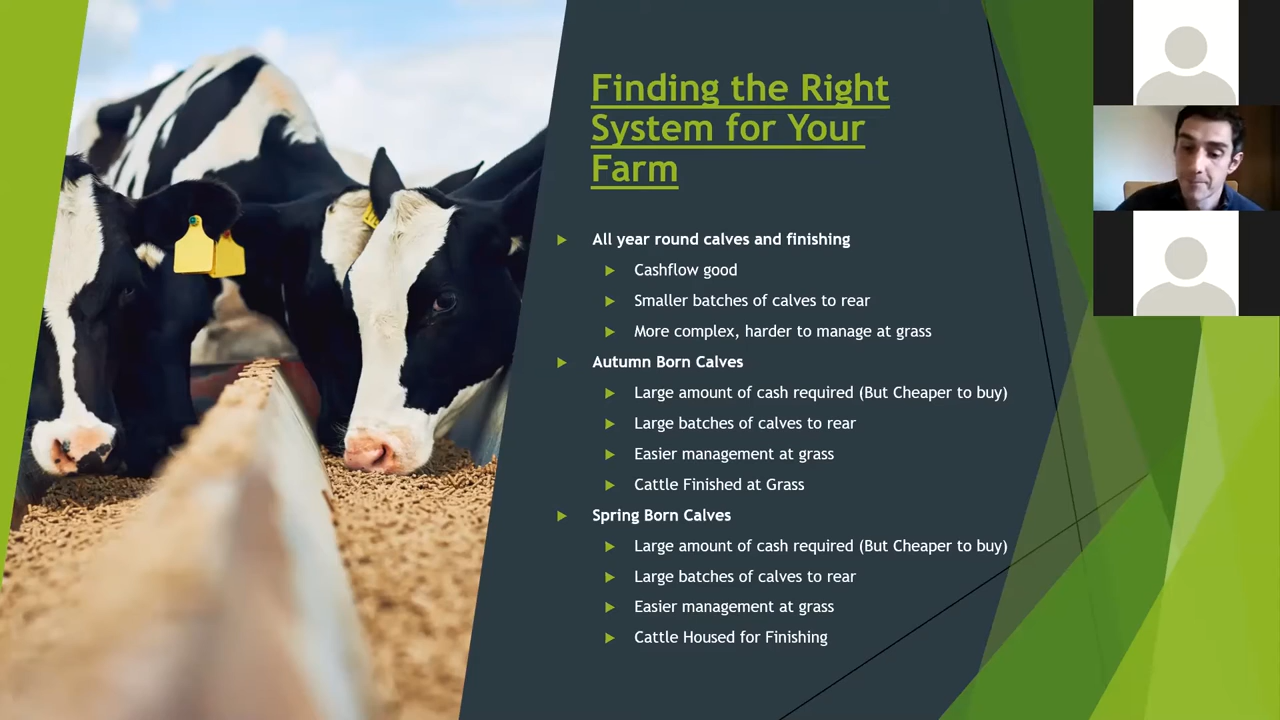 Finding the Right
System for Your
Farm
All year round calves and finishing
Cashflow good
Smaller batches of calves to rear
More complex, harder to manage at grass
Autumn Born Calves
Large amount of cash required (But Cheaper to buy)
Large batches of calves to rear
Easier management at grass
Cattle Finished at Grass
Spring Born Calves
Large amount of cash required (But Cheaper to buy)
Large batches of calves to rear
Easier management at grass
Cattle Housed for Finishing